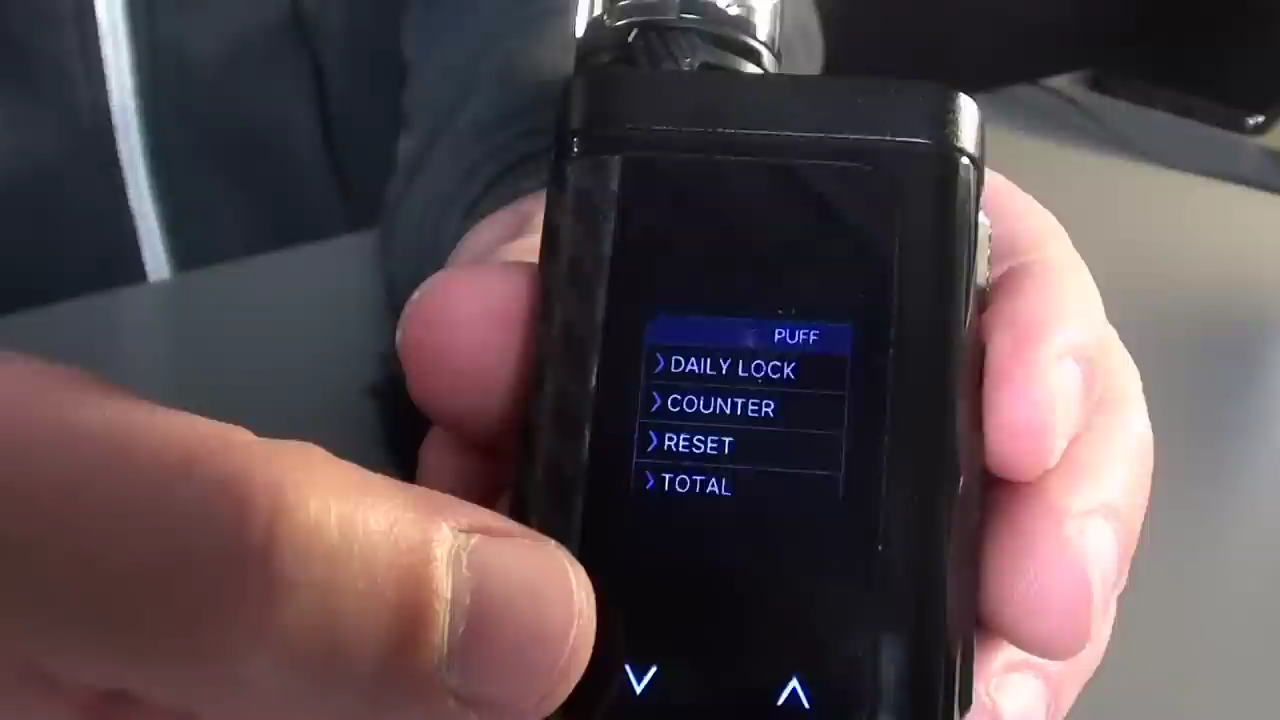 PUFF
DAILY LOCK
COUNTER
RESET
TOTAL